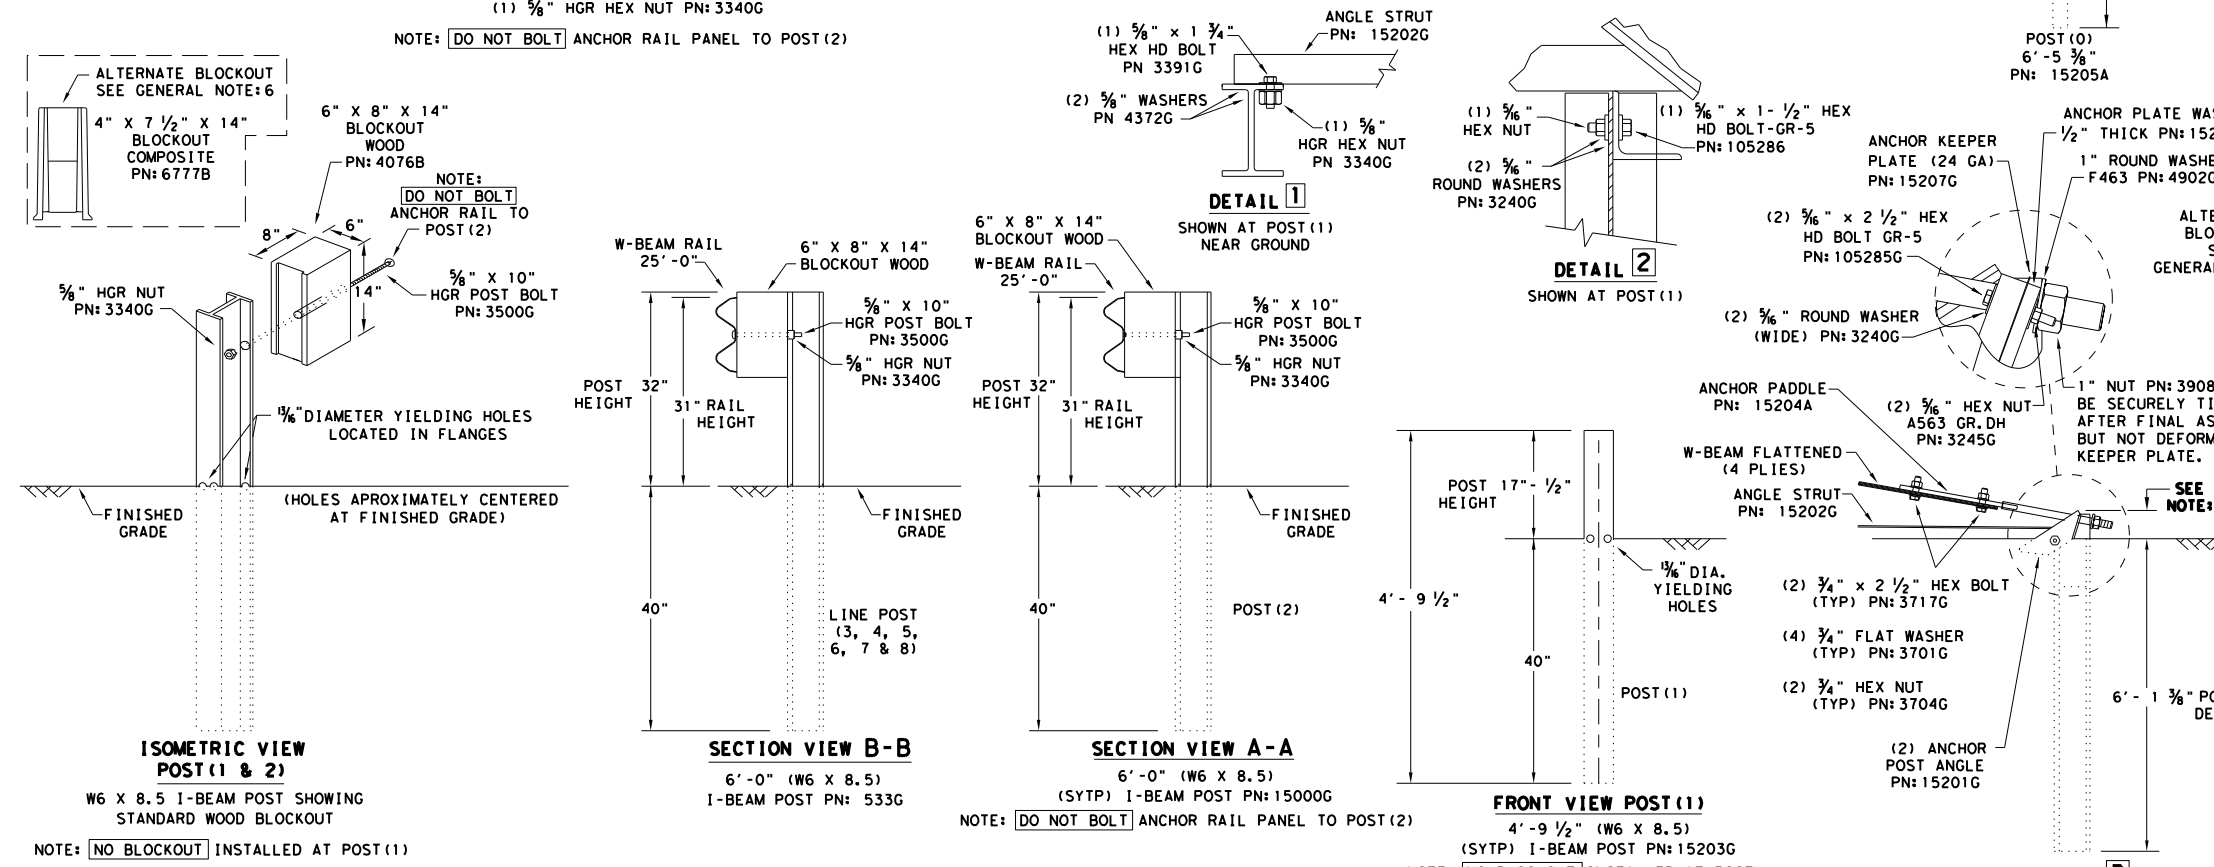 (1) 5/8" HGR HEX NUT PN:3340G
NOTE: DO NOT BOLT ANCHOR RAIL PANEL TO POST(2)
ALTERNATE BLOCKOUT
SEE GENERAL NOTE:6
4" X 7 1/2" X 14"
BLOCKOUT
COMPOSITE
PN:6777B
6" X 8" X 14"
BLOCKOUT
WOOD
PN:4076B
NOTE:
DO NOT BOLT
ANCHOR RAIL TO
POST(2)
8"
6"
14"
5/8" X 10"
HGR POST BOLT
PN:3500G
5/8" HGR NUT
PN:3340G
13/16" DIAMETER YIELDING HOLES
LOCATED IN FLANGES
(HOLES APROXIMATELY CENTERED
AT FINISHED GRADE)
FINISHED
GRADE
ISOMETRIC VIEW
POST(1 & 2)
W6 X 8.5 I-BEAM POST SHOWING
STANDARD WOOD BLOCKOUT
NOTE: NO BLOCKOUT INSTALLED AT POST(1)
W-BEAM RAIL
25'-0"
6" X 8" X 14"
BLOCKOUT WOOD
5/8" X 10"
HGR POST BOLT
PN:3500G
5/8" HGR NUT
PN:3340G
POST 32"
HEIGHT
31" RAIL
HEIGHT
FINISHED
GRADE
40"
LINE POST
(3, 4, 5,
6, 7 & 8)
SECTION VIEW B-B
6'-0" (W6 X 8.5)
I-BEAM POST PN: 533G
6" X 8" X 14"
BLOCKOUT WOOD
W-BEAM RAIL
25'-0"
5/8" X 10"
HGR POST BOLT
PN:3500G
5/8" HGR NUT
PN:3340G
POST 32"
HEIGHT
31" RAIL
HEIGHT
FINISHED
GRADE
40"
POST(2)
SECTION VIEW A-A
6'-0" (W6 X 8.5)
(SYTP) I-BEAM POST PN:15000G
NOTE: DO NOT BOLT ANCHOR RAIL PANEL TO POST(2)
(1) 5/8" x 1 3/4"
HEX HD BOLT
PN 3391G
ANGLE STRUT
PN: 15202G
(2) 5/8" WASHERS
PN 4372G
(1) 5/8"
HGR HEX NUT
PN 3340G
DETAIL 1
SHOWN AT POST(1)
NEAR GROUND
(1) 5/16"
HEX NUT
(1) 5/16" x 1-1/2" HEX
HD BOLT-GR-5
PN:105286
(2) 5/16"
ROUND WASHERS
PN:3240G
DETAIL 2
SHOWN AT POST(1)
POST 17"-1/2"
HEIGHT
4'-9 1/2"
13/16" DIA.
YIELDING
HOLES
40"
POST(1)
FRONT VIEW POST(1)
4'-9 1/2" (W6 X 8.5)
(SYTP) I-BEAM POST PN:15203G
POST(0)
6'-5 3/8"
PN: 15205A
ANCHOR PLATE WA
1/2" THICK PN:152
ANCHOR KEEPER
PLATE (24 GA)
PN:15207G
1" ROUND WASHE
F463 PN:4902G
(2) 5/16" x 2 1/2" HEX
HD BOLT GR-5
PN:105285G
ALTE
BLO
S
GENERA
(2) 5/16" ROUND WASHER
(WIDE) PN:3240G
ANCHOR PADDLE
PN: 15204A
(2) 5/16" HEX NUT
A563 GR.DH
PN:3245G
1" NUT PN:3908
BE SECURELY TI
AFTER FINAL AS
BUT NOT DEFORM
KEEPER PLATE.
W-BEAM FLATTENED
(4 PLIES)
ANGLE STRUT
PN: 15202G
SEE
NOTE:
(2) 3/4" x 2 1/2" HEX BOLT
(TYP) PN:3717G
(4) 3/4" FLAT WASHER
(TYP) PN:3701G
(2) 3/4" HEX NUT
(TYP) PN:3704G
6'-1 3/8" PO
DE
(2) ANCHOR
POST ANGLE
PN:15201G